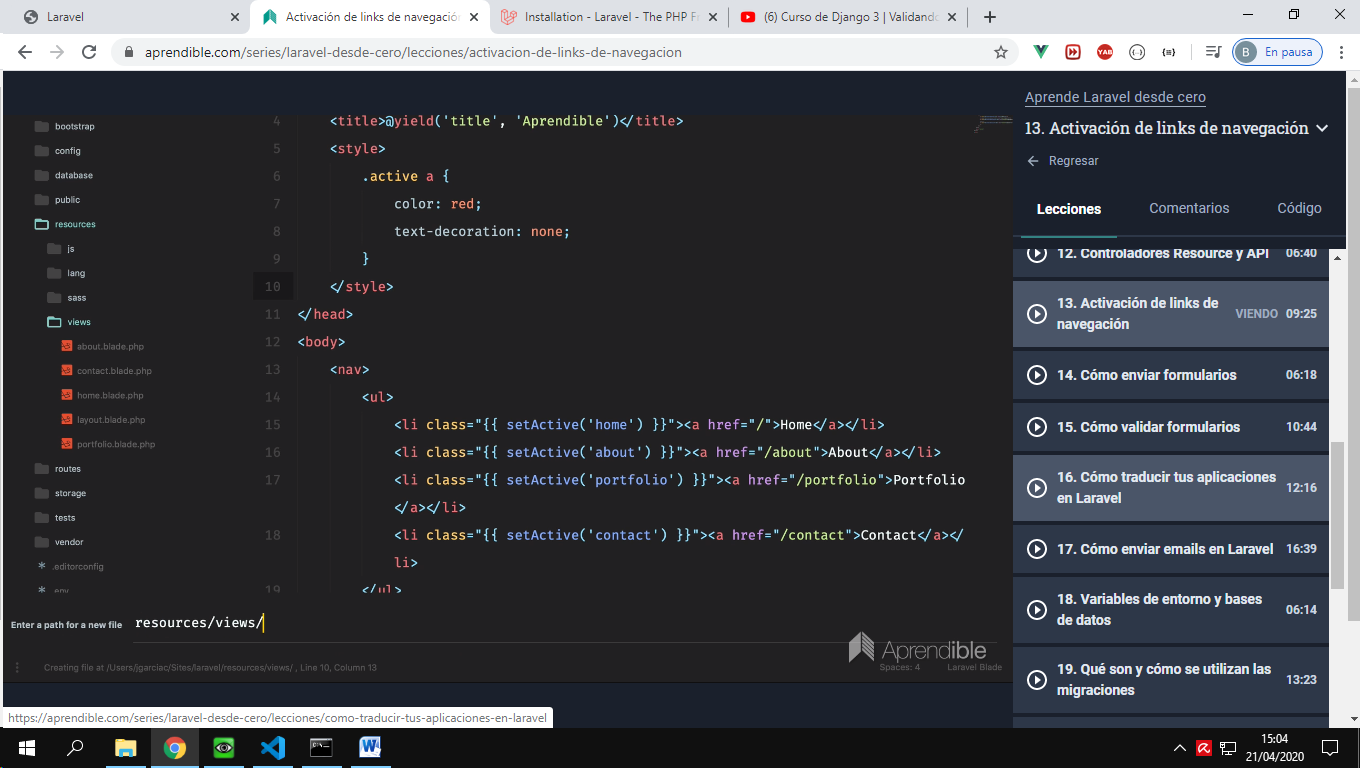 Laravel
Activación de links de navegación
Installation - Laravel - The PHP Fr
(6) Curso de Django 3 | Validando
aprendible.com/series/laravel-desde-cero/lecciones/activacion-de-links-de-navegacion
YAB
B
En pausa
bootstrap
config
database
public
resources
js
lang
sass
views
about.blade.php
contact.blade.php
home.blade.php
layout.blade.php
portfolio.blade.php
routes
storage
tests
vendor
.editorconfig
.env
4 <title>@yield('title', 'Aprendible')</title>
5 <style>
6 .active a {
7 color: red;
8 text-decoration: none;
9 }
10 </style>
11 </head>
12 <body>
13 <nav>
14 <ul>
15 <li class="{{ setActive('home') }}"><a href="/">Home</a></li>
16 <li class="{{ setActive('about') }}"><a href="/about">About</a></li>
17 <li class="{{ setActive('portfolio') }}"><a href="/portfolio">Portfolio
</a></li>
18 <li class="{{ setActive('contact') }}"><a href="/contact">Contact</a></
li>
19 </ul>
Enter a path for a new file resources/views/
Creating file at /Users/jgarciac/Sites/laravel/resources/views/ , Line 10, Column 13
Aprendible
Spaces: 4 Laravel Blade
Aprende Laravel desde cero
13. Activación de links de navegación
Regresar
Lecciones Comentarios Código
12. Controladores Resource y API 06:40
13. Activación de links de
navegación VIENDO 09:25
14. Cómo enviar formularios 06:18
15. Cómo validar formularios 10:44
16. Cómo traducir tus aplicaciones
en Laravel 12:16
17. Cómo enviar emails en Laravel 16:39
18. Variables de entorno y bases
de datos 06:14
19. Qué son y cómo se utilizan las
migraciones 13:23
https://aprendible.com/series/laravel-desde-cero/lecciones/como-traducir-tus-aplicaciones-en-laravel
15:04
21/04/2020